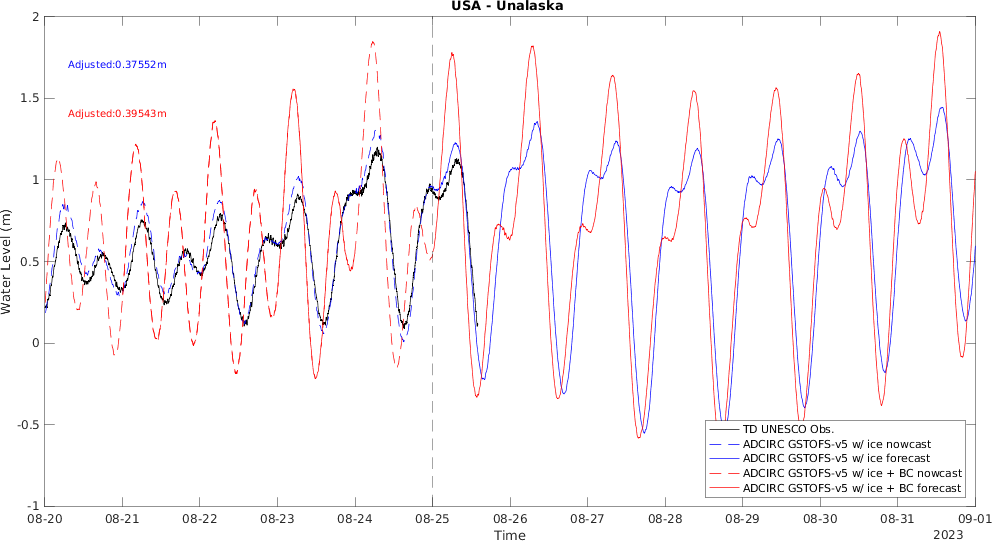 USA - Unalaska
2
1.5
1
0.5
0
-0.5
-1
Water Level (m)
Adjusted:0.37552m
Adjusted:0.39543m
TD UNESCO Obs.
ADCIRC GSTOFS-v5 w/ ice nowcast
ADCIRC GSTOFS-v5 w/ ice forecast
ADCIRC GSTOFS-v5 w/ ice + BC nowcast
ADCIRC GSTOFS-v5 w/ ice + BC forecast
08-20 08-21 08-22 08-23 08-24 08-25 08-26 08-27 08-28 08-29 08-30 08-31 09-01
Time
2023